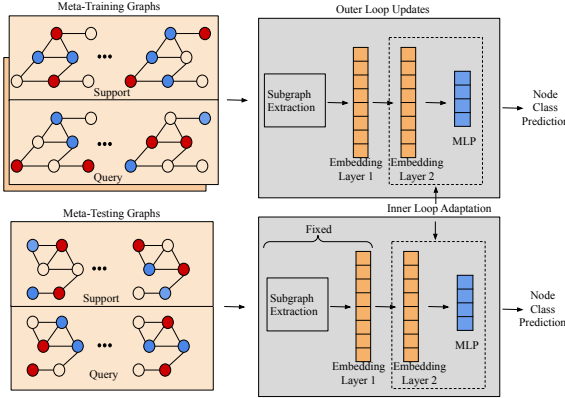 Meta-Training Graphs
...
Support
...
Query
Outer Loop Updates
Subgraph
Extraction
Embedding
Layer 1
Embedding
Layer 2
MLP
Node
Class
Prediction
Inner Loop Adaptation
Meta-Testing Graphs
...
Support
...
Query
Fixed
Subgraph
Extraction
Embedding
Layer 1
Embedding
Layer 2
MLP
Node
Class
Prediction